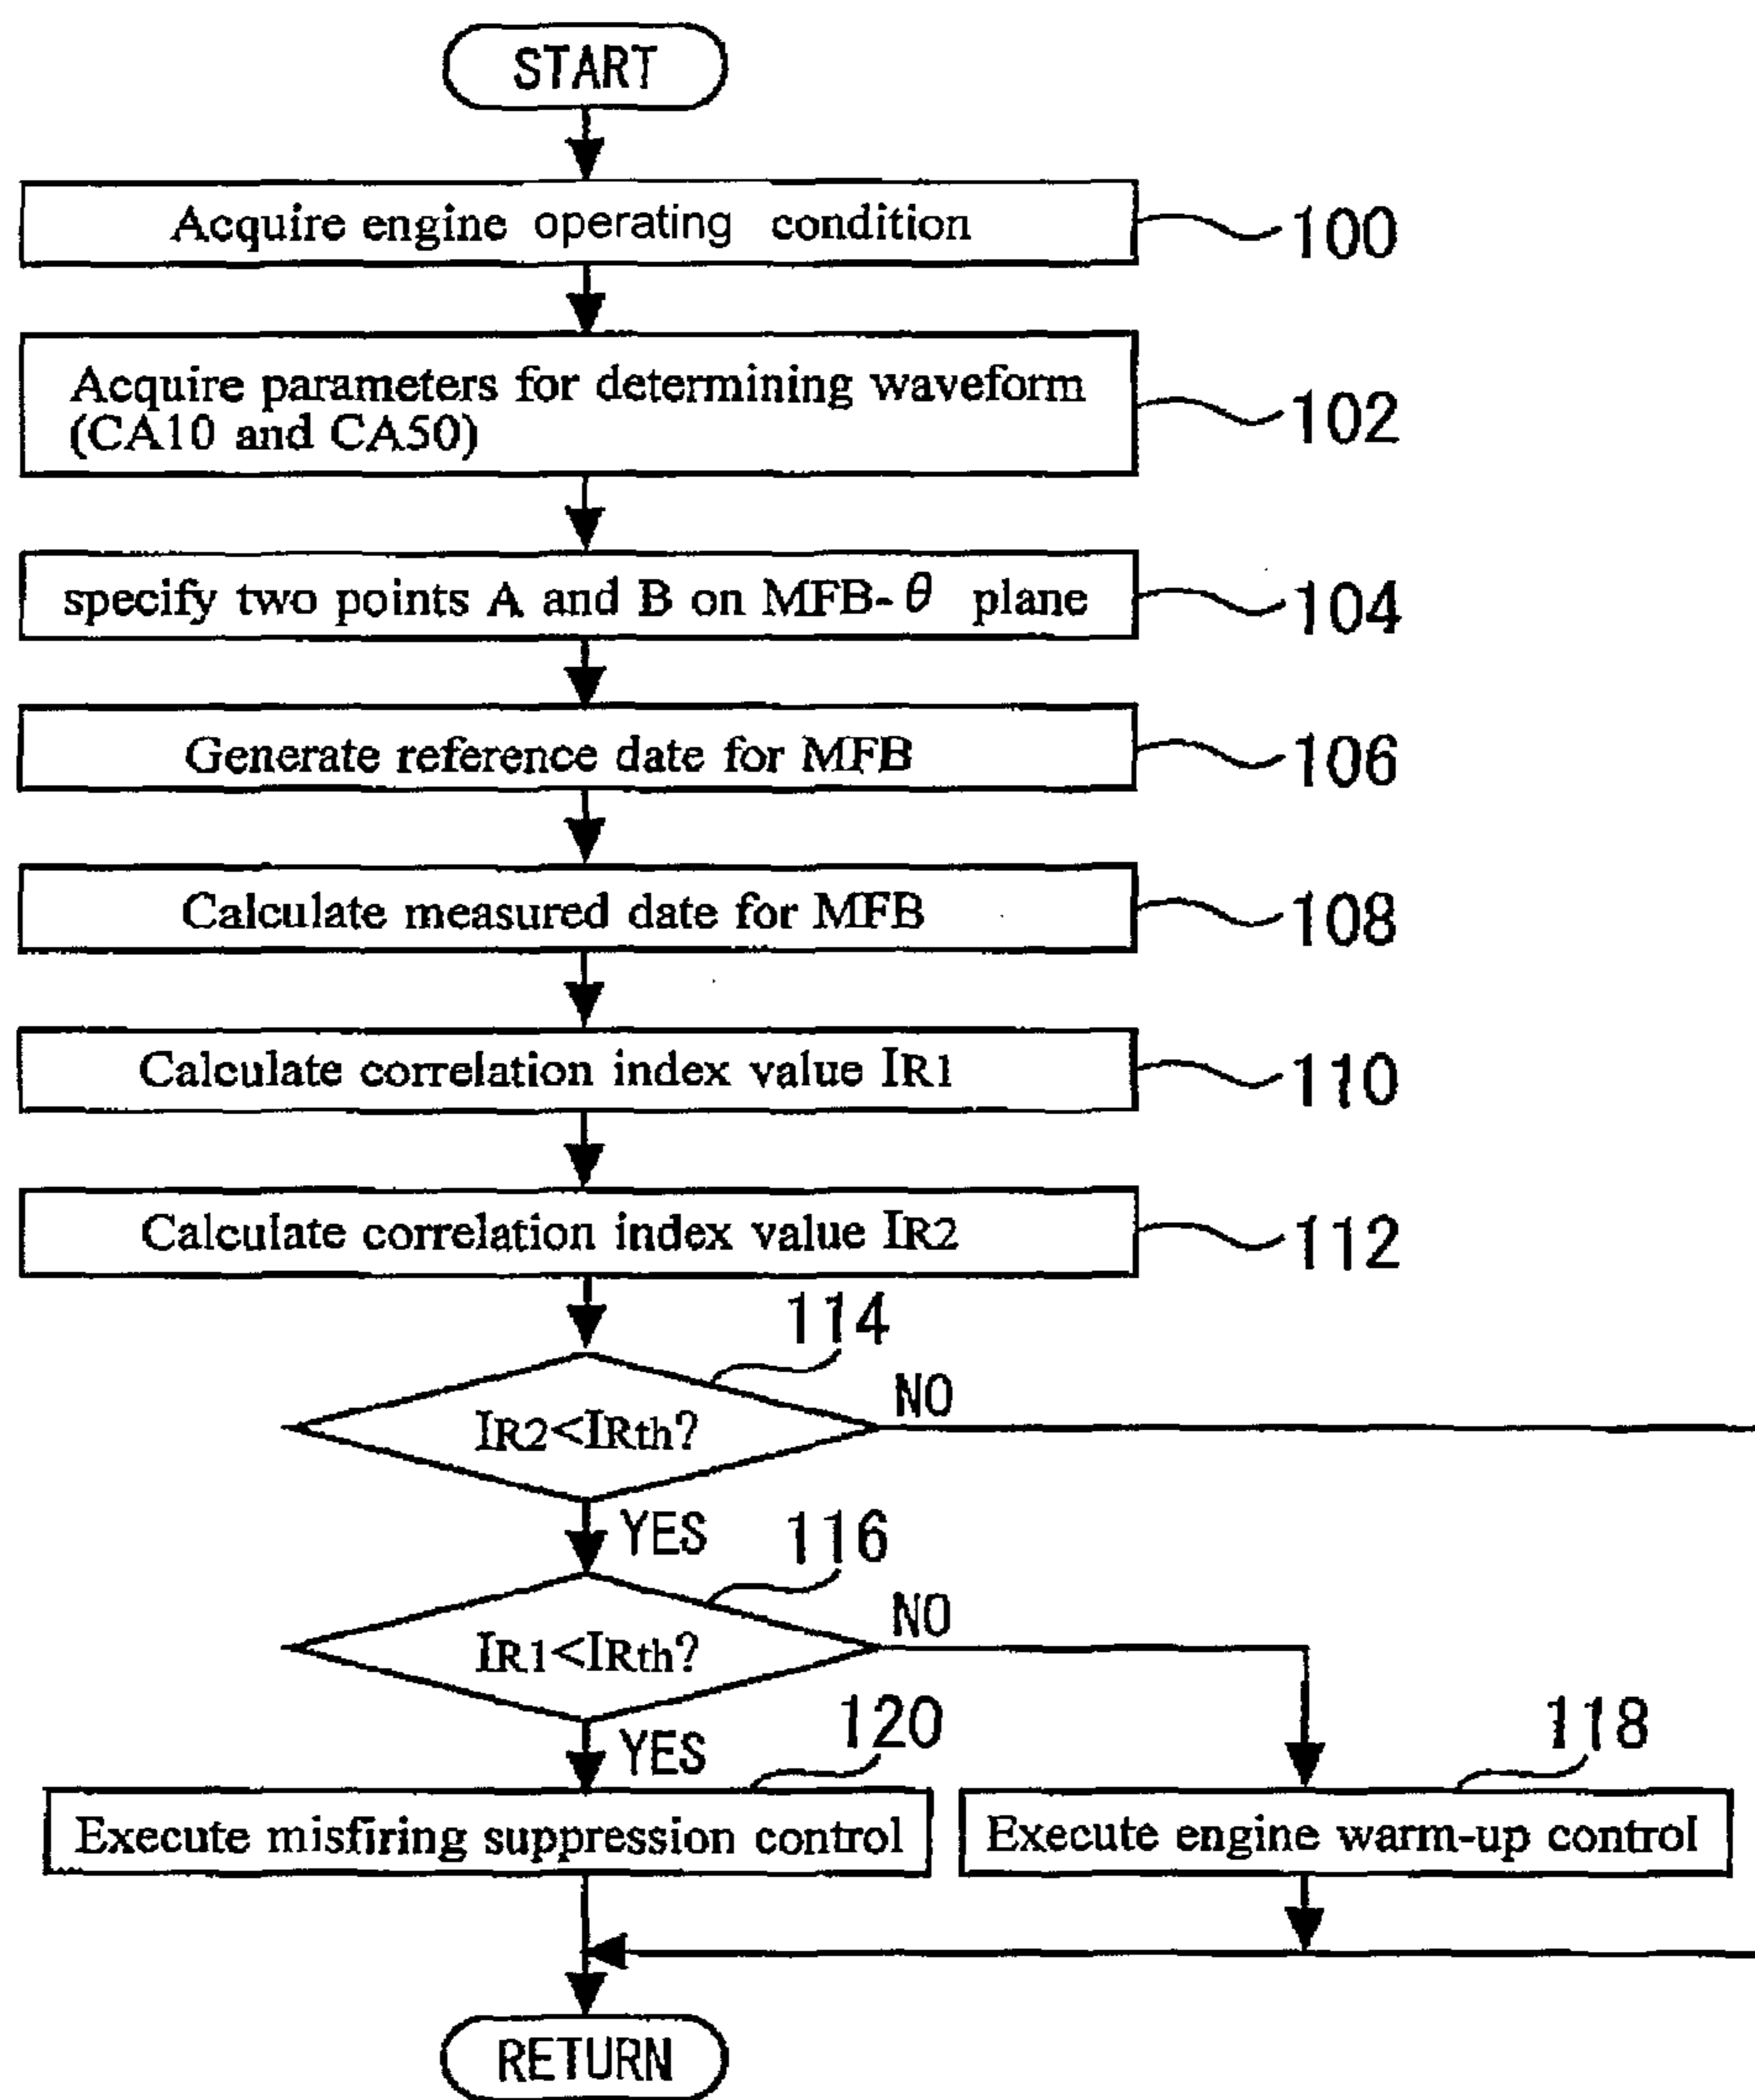 START
Acquire engine operating condition
100
Acquire parameters for determining waveform
(CA10 and CA50)
102
specify two points A and B on MFB-θ plane
104
Generate reference date for MFB
106
Calculate measured date for MFB
108
Calculate correlation index value IR1
110
Calculate correlation index value IR2
112
114
IR2<IRth?
NO
YES
116
IR1<IRth?
NO
YES
120
118
Execute misfiring suppression control
Execute engine warm-up control
RETURN